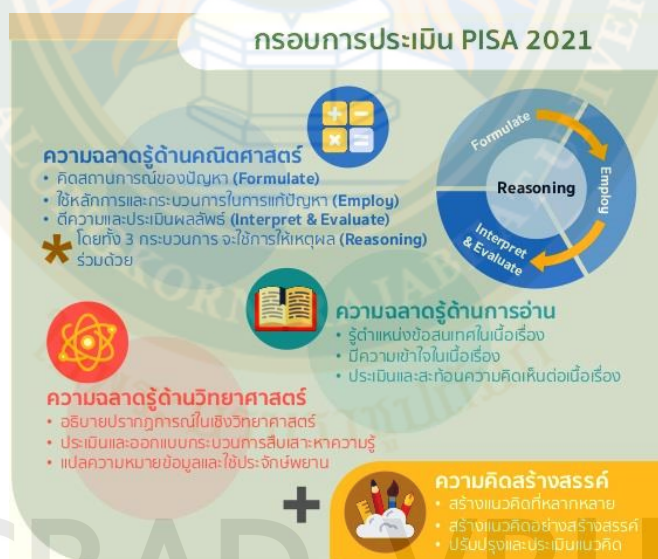 กรอบการประเมิน PISA 2021
ความฉลาดรู้ด้านคณิตศาสตร์
• คิดสถานการณ์ของปัญหา (Formulate)
• ใช้หลักการและกระบวนการในการแก้ปัญหา (Employ)
• ตีความและประเมินผลลัพธ์ (Interpret & Evaluate)
* โดยทั้ง 3 กระบวนการ จะใช้การให้เหตุผล (Reasoning)
ร่วมด้วย
Formulate
Employ
Reasoning
Interpret
& Evaluate
ความฉลาดรู้ด้านการอ่าน
• รู้ตำแหน่งข้อสนเทศในเนื้อเรื่อง
• มีความเข้าใจในเนื้อเรื่อง
• ประเมินและสะท้อนความคิดเห็นต่อเนื้อเรื่อง
ความฉลาดรู้ด้านวิทยาศาสตร์
• อธิบายปรากฏการณ์ในเชิงวิทยาศาสตร์
• ประเมินและออกแบบกระบวนการสืบเสาะหาความรู้
• แปลความหมายข้อมูลและใช้ประจักษ์พยาน
+
ความคิดสร้างสรรค์
• สร้างแนวคิดที่หลากหลาย
• สร้างแนวคิดอย่างสร้างสรรค์
• ปรับปรุงและประเมินแนวคิด